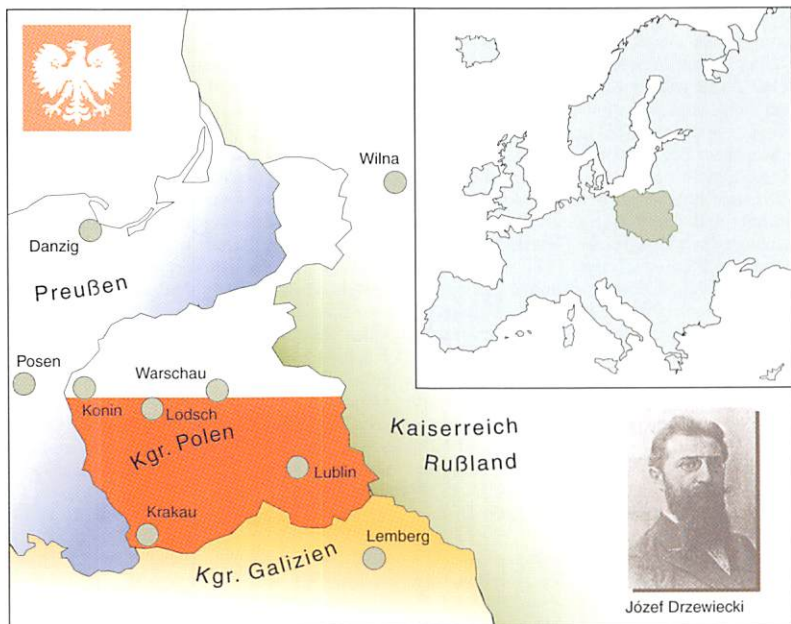 Wilna
Danzig
Preußen
Posen
Warschau
Konin
Lodsch
Kgr. Polen
Lublin
Krakau
Kgr. Galizien
Lemberg
Kaiserreich
Rußland
Józef Drzewiecki